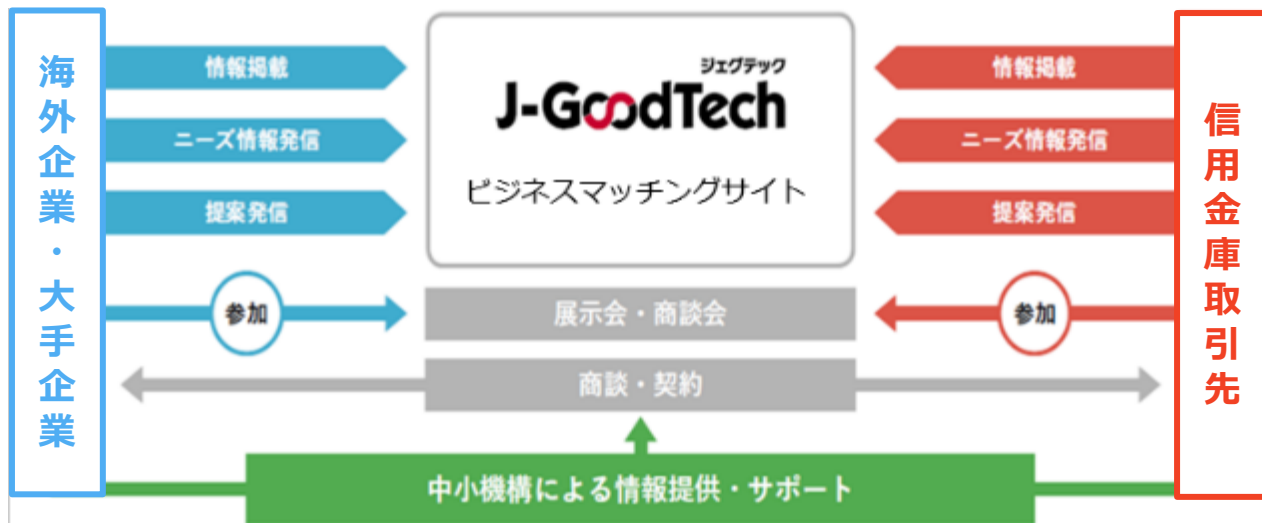 海外企業・大手企業
情報掲載
ニーズ情報発信
提案発信
参加
ジェグテック
J-GoodTech
ビジネスマッチングサイト
展示会・商談会
商談・契約
情報掲載
ニーズ情報発信
提案発信
参加
信用金庫取引先
中小機構による情報提供・サポート